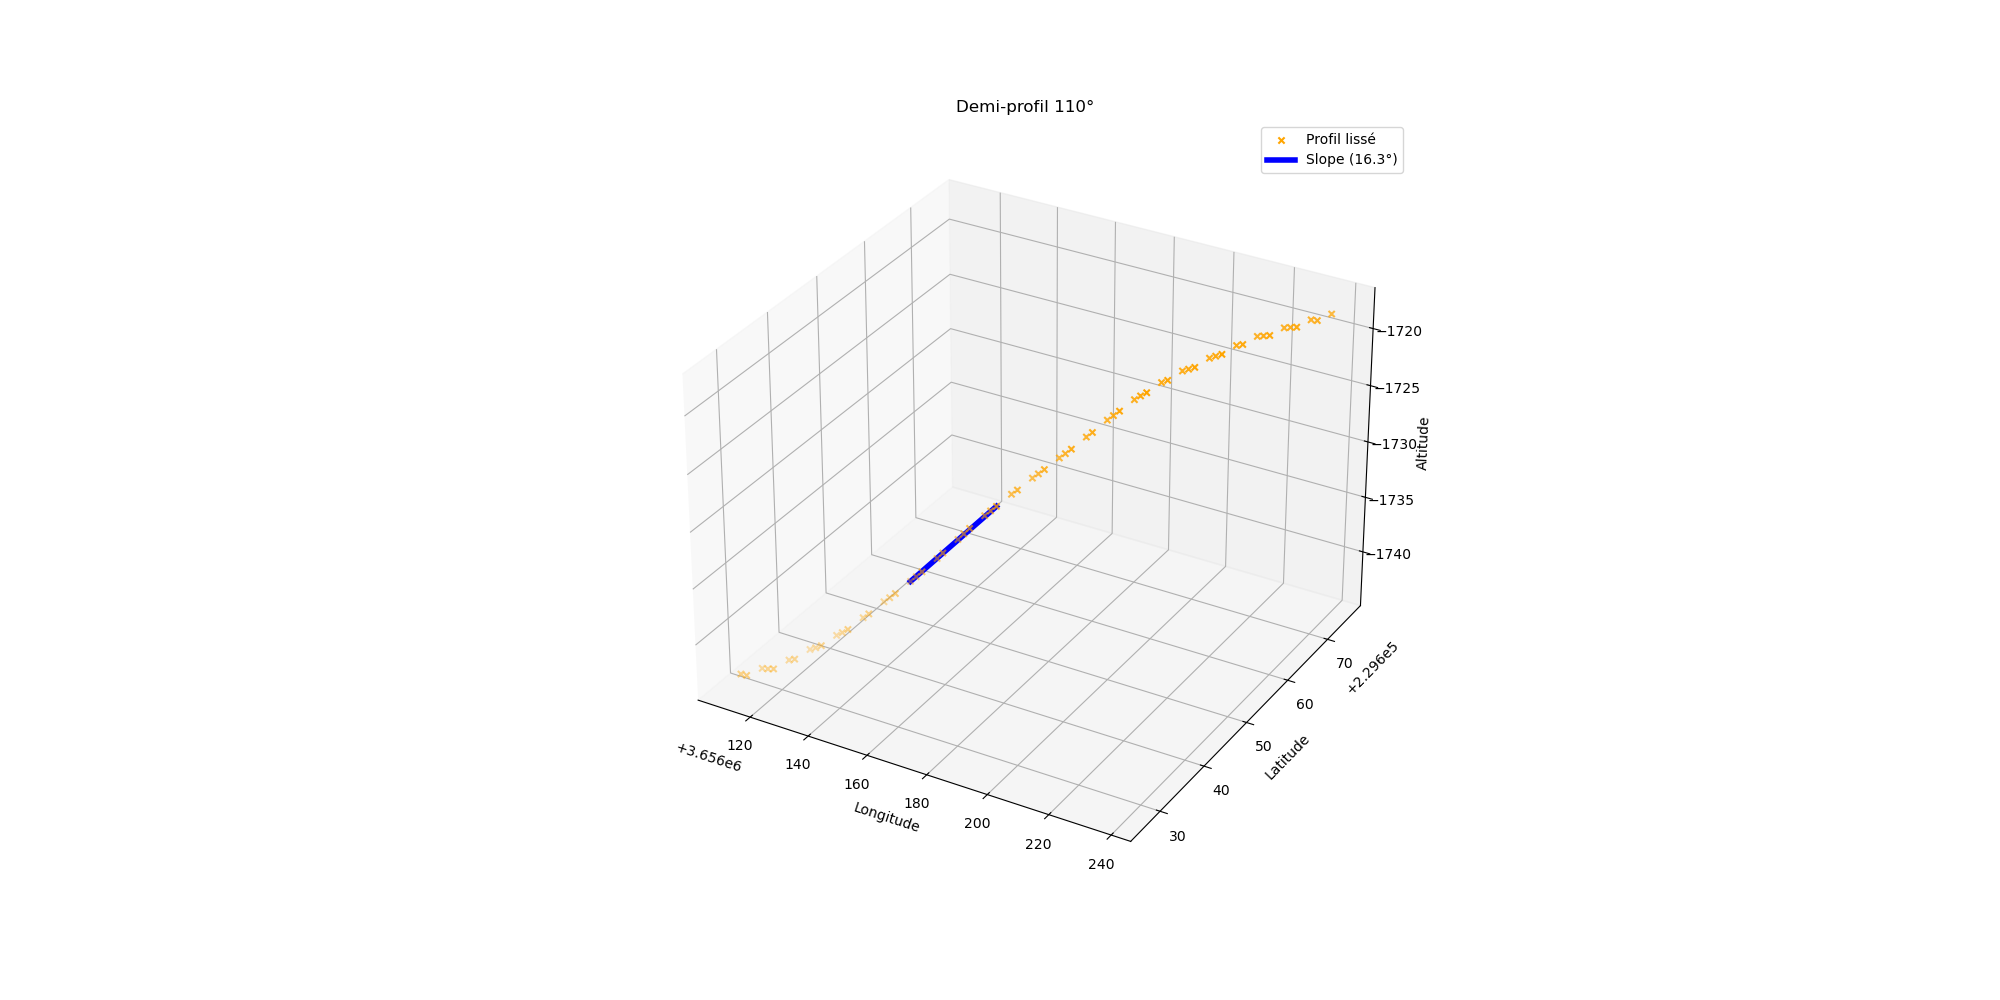 Demi-profil 110°
Profil lissé
Slope (16.3°)
−1720
−1725
−1730
−1735
−1740
Altitude
70
60
50
40
30
+2.296e5
Latitude
120
140
160
180
200
220
240
+3.656e6
Longitude